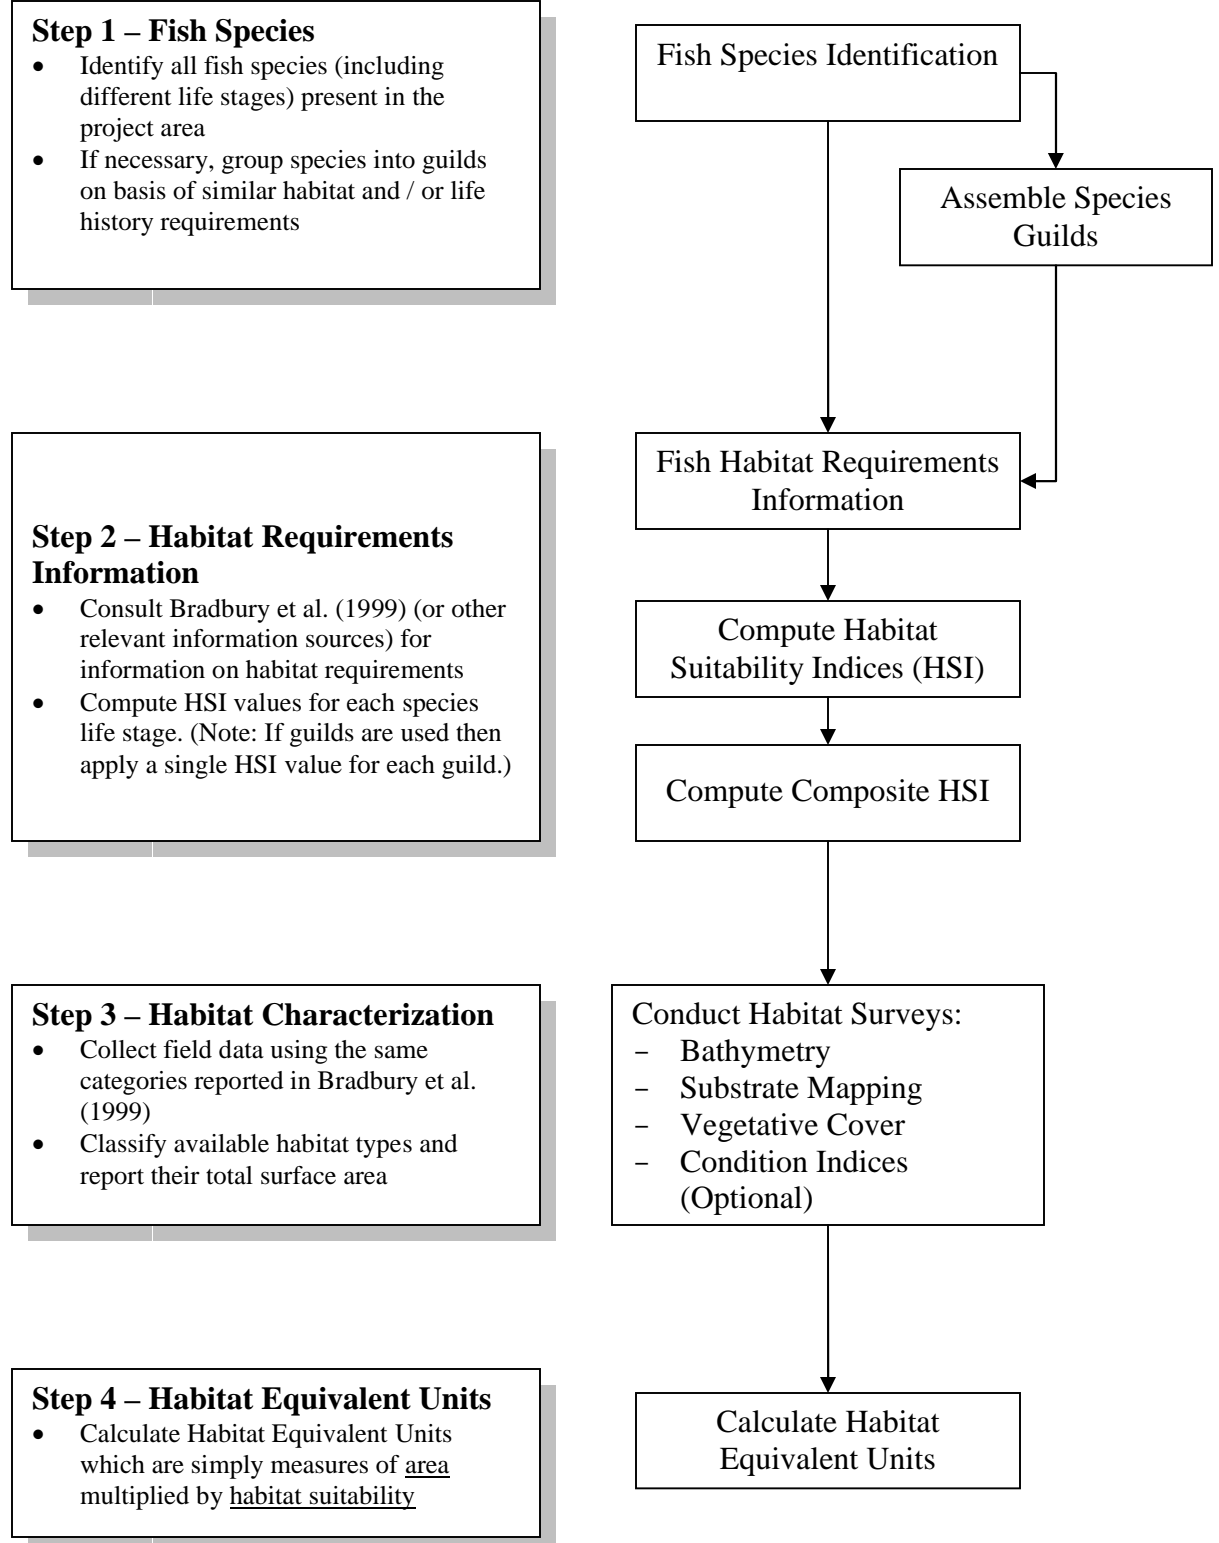 Step 1 – Fish Species
• Identify all fish species (including
different life stages) present in the
project area
• If necessary, group species into guilds
on basis of similar habitat and / or life
history requirements
Fish Species Identification
Assemble Species
Guilds
Step 2 – Habitat Requirements
Information
• Consult Bradbury et al. (1999) (or other
relevant information sources) for
information on habitat requirements
• Compute HSI values for each species
life stage. (Note: If guilds are used then
apply a single HSI value for each guild.)
Fish Habitat Requirements
Information
Compute Habitat
Suitability Indices (HSI)
Compute Composite HSI
Step 3 – Habitat Characterization
• Collect field data using the same
categories reported in Bradbury et al.
(1999)
• Classify available habitat types and
report their total surface area
Conduct Habitat Surveys:
– Bathymetry
– Substrate Mapping
– Vegetative Cover
– Condition Indices
(Optional)
Step 4 – Habitat Equivalent Units
• Calculate Habitat Equivalent Units
which are simply measures of area
multiplied by habitat suitability
Calculate Habitat
Equivalent Units